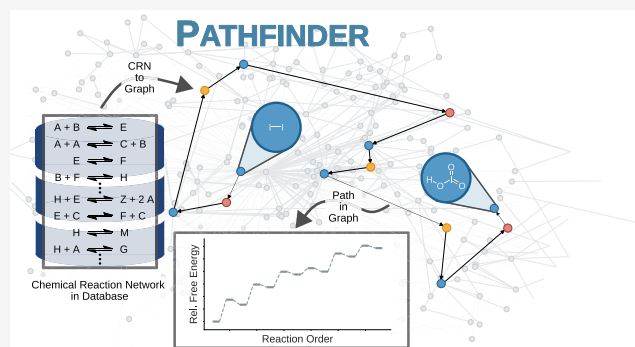 PATHFINDER
CRN
to
Graph
A + B ⇌ E
A + A ⇌ C + B
E ⇌ F
B + F ⇌ H
H + E ⇌ Z + 2 A
E + C ⇌ F + C
H ⇌ M
H + A ⇌ G
Chemical Reaction Network
in Database
Path
in
Graph
H
O
O
O
Rel. Free Energy
Reaction Order